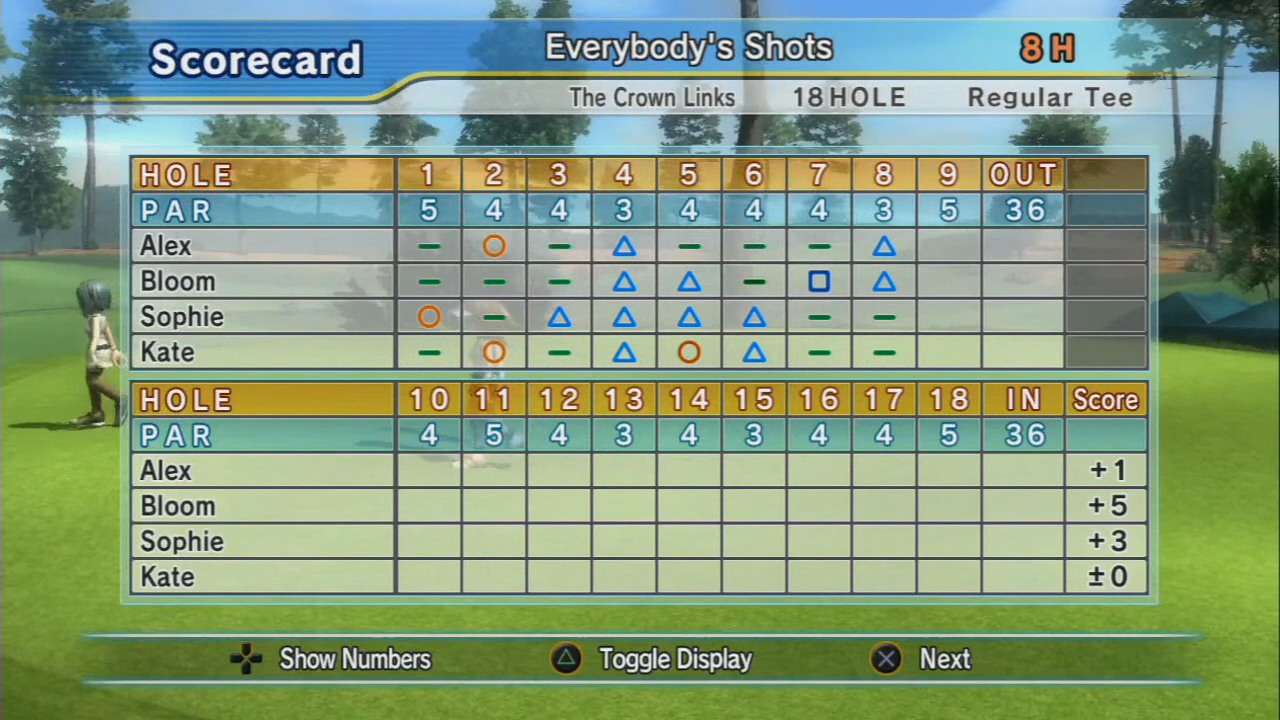 Scorecard Everybody's Shots 8H
The Crown Links 18HOLE Regular Tee
HOLE 1 2 3 4 5 6 7 8 9 OUT
PAR 5 4 4 3 4 4 4 3 5 36
Alex – ○ – △ – – – △
Bloom – – – △ △ – □ △
Sophie ○ – △ △ △ △ – –
Kate – ○ – △ ○ △ – –
HOLE 10 11 12 13 14 15 16 17 18 IN Score
PAR 4 5 4 3 4 3 4 4 5 36
Alex +1
Bloom +5
Sophie +3
Kate ±0
Show Numbers Toggle Display Next